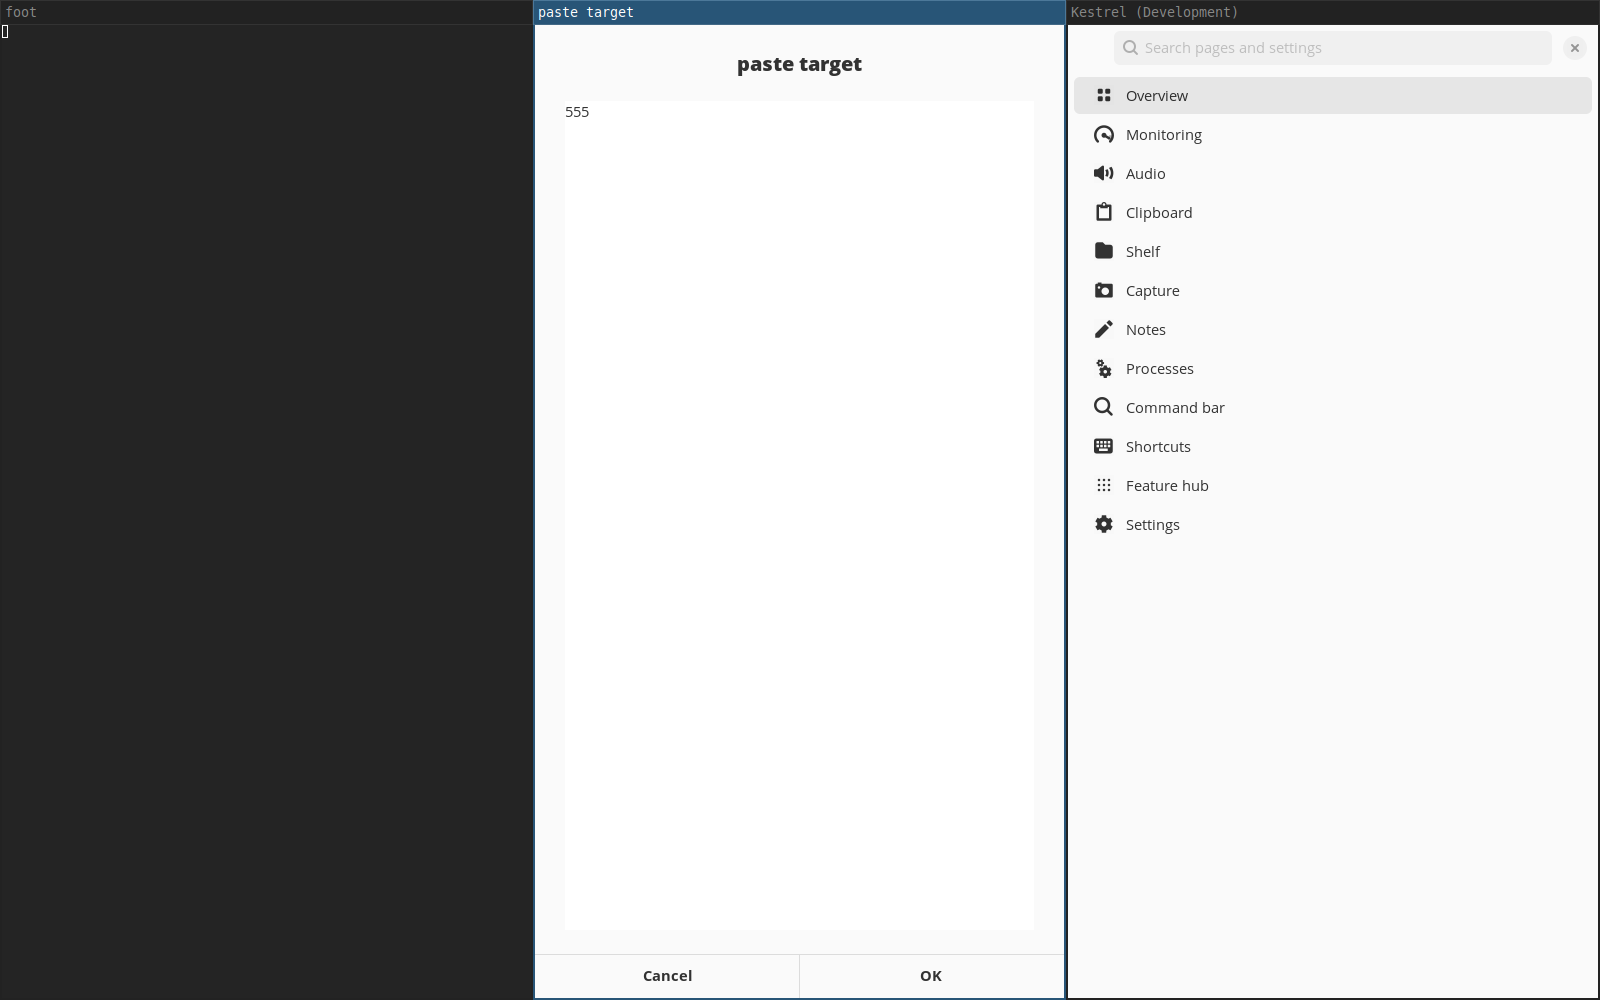 foot
paste target
Kestrel (Development)
paste target
555
Cancel
OK
Search pages and settings
Overview
Monitoring
Audio
Clipboard
Shelf
Capture
Notes
Processes
Command bar
Shortcuts
Feature hub
Settings